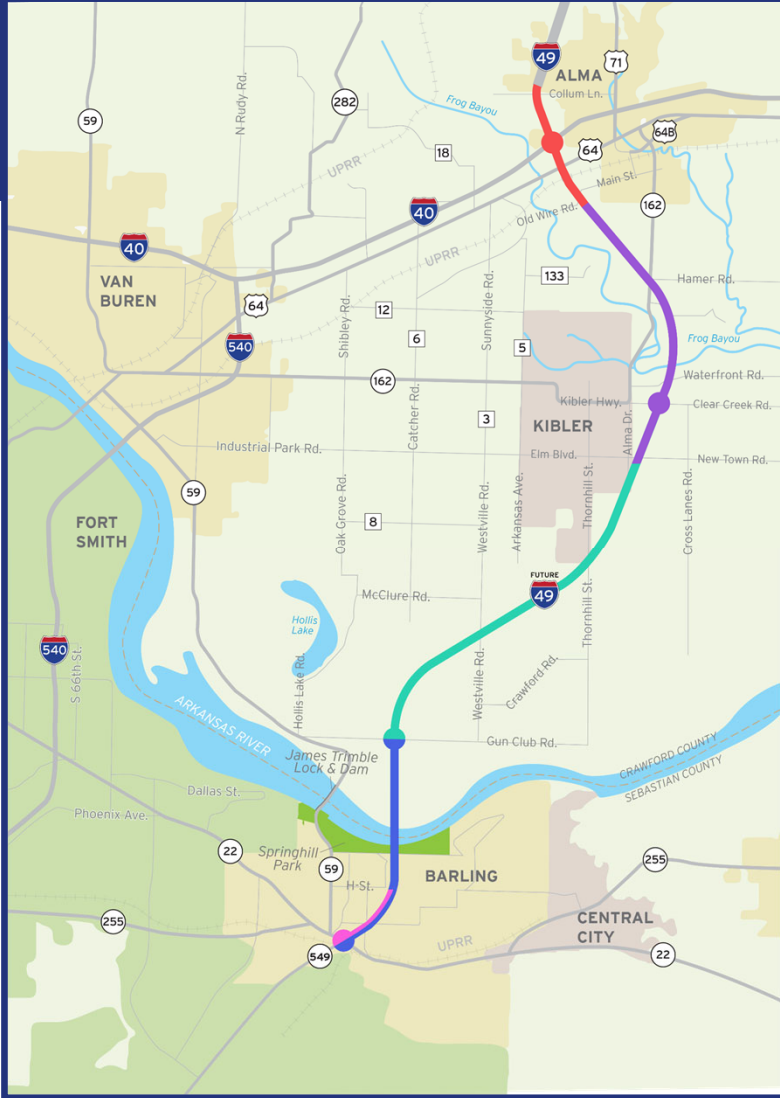 49
71
ALMA
Collum Ln.
59
N Rudy Rd.
282
Frog Bayou
18
UPRR
64
64B
Main St.
40
Old Wire Rd.
162
40
VAN
BUREN
UPRR
133
Hamer Rd.
64
Shibley Rd.
12
Sunnyside Rd.
540
6
5
Frog Bayou
162
Waterfront Rd.
Kibler Hwy.
Clear Creek Rd.
Catcher Rd.
3
KIBLER
Alma Dr.
Industrial Park Rd.
Elm Blvd.
New Town Rd.
59
FORT
SMITH
Oak Grove Rd.
8
Westville Rd.
Arkansas Ave.
Thornhill St.
Cross Lanes Rd.
FUTURE
49
McClure Rd.
Thornhill St.
Hollis
Lake
540
S 66th St.
Hollis Lake Rd.
Westville Rd.
Crawford Rd.
ARKANSAS RIVER
Gun Club Rd.
James Trimble
Lock & Dam
CRAWFORD COUNTY
SEBASTIAN COUNTY
Dallas St.
Phoenix Ave.
22
Springhill
Park
59
H-St.
BARLING
255
255
CENTRAL
CITY
UPRR
549
22